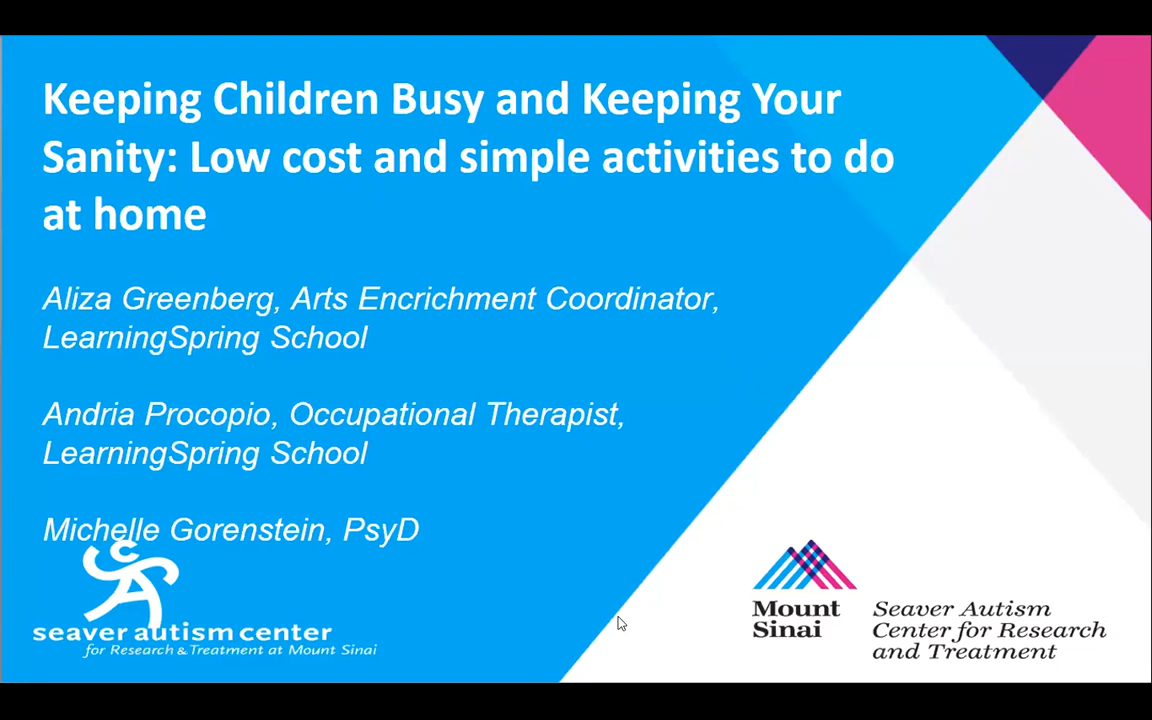 Keeping Children Busy and Keeping Your
Sanity: Low cost and simple activities to do
at home
Aliza Greenberg, Arts Encrichment Coordinator,
LearningSpring School
Andria Procopio, Occupational Therapist,
LearningSpring School
Michelle Gorenstein, PsyD
seaver autism center
for Research & Treatment at Mount Sinai
Mount
Sinai
Seaver Autism
Center for Research
and Treatment